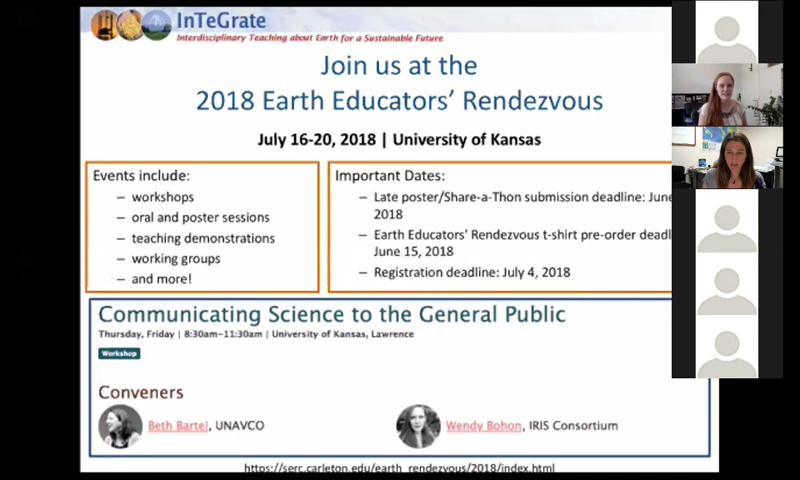 InTeGrate
Interdisciplinary Teaching about Earth for a Sustainable Future
Join us at the
2018 Earth Educators' Rendezvous
July 16-20, 2018 | University of Kansas
Events include:
– workshops
– oral and poster sessions
– teaching demonstrations
– working groups
– and more!
Important Dates:
– Late poster/Share-a-Thon submission deadline: June
2018
– Earth Educators' Rendezvous t-shirt pre-order deadl
June 15, 2018
– Registration deadline: July 4, 2018
Communicating Science to the General Public
Thursday, Friday | 8:30am-11:30am | University of Kansas, Lawrence
Workshop
Conveners
Beth Bartel, UNAVCO
Wendy Bohon, IRIS Consortium
https://serc.carleton.edu/earth_rendezvous/2018/index.html